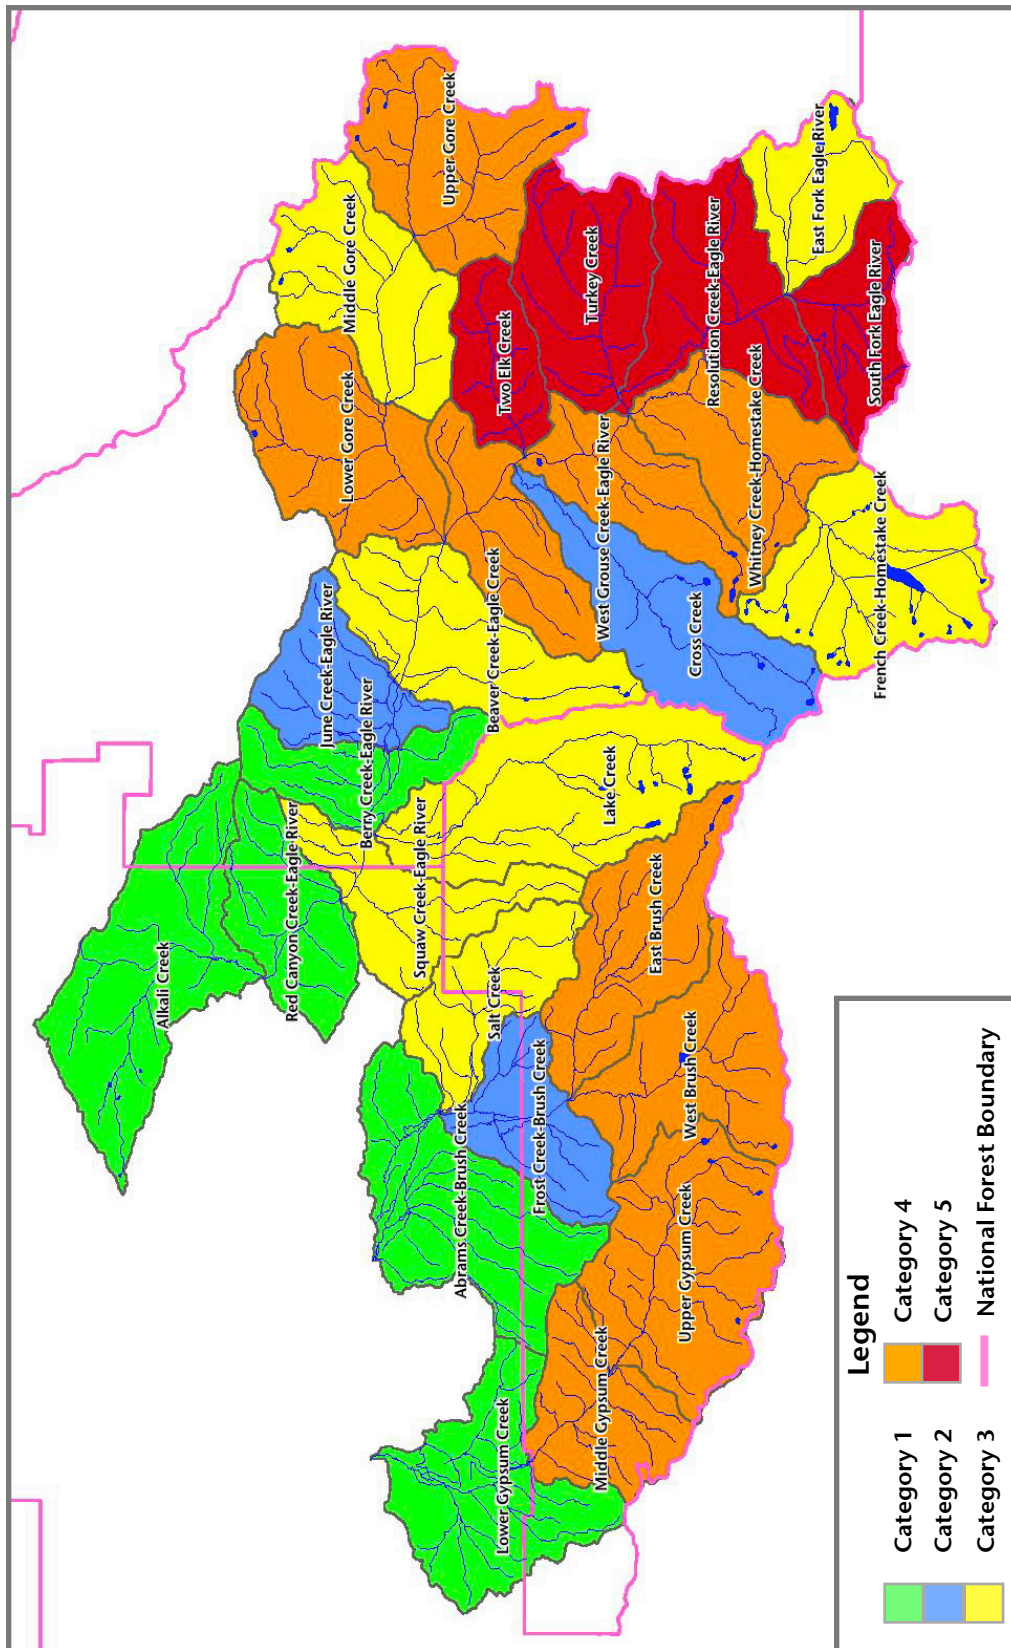 Alkali Creek
Red Canyon Creek-Eagle River
June Creek-Eagle River
Berry Creek-Eagle River
Lower Gore Creek
Middle Gore Creek
Upper Gore Creek
Lower Gypsum Creek
Abrams Creek-Brush Creek
Salt Creek
Squaw Creek-Eagle River
Beaver Creek-Eagle Creek
Two Elk Creek
Frost Creek-Brush Creek
Middle Gypsum Creek
Lake Creek
West Grouse Creek-Eagle River
Turkey Creek
Upper Gypsum Creek
West Brush Creek
East Brush Creek
Cross Creek
Whitney Creek-Homestake Creek
Resolution Creek-Eagle River
East Fork Eagle River
French Creek-Homestake Creek
South Fork Eagle River
Legend
Category 1
Category 2
Category 3
Category 4
Category 5
National Forest Boundary